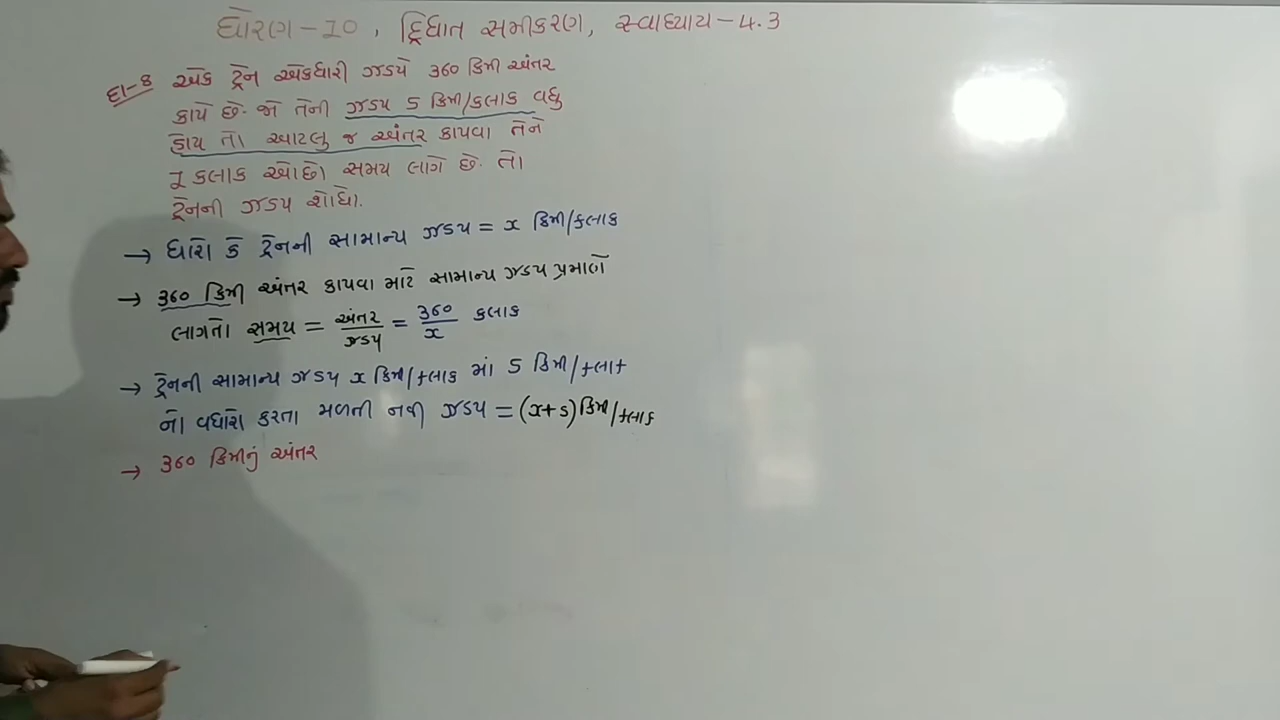 ધોરણ-10, દ્વિઘાત સમીકરણ, સ્વાધ્યાય-4.3
દા-8 એક ટ્રેન એકધારી ઝડપે 360 કિમી અંતર
કાપે છે. જો તેની ઝડપ 5 કિમી/કલાક વધુ
હોય તો આટલુ જ અંતર કાપવા તેને
1 કલાક ઓછો સમય લાગે છે. તો
ટ્રેનની ઝડપ શોધો.
→ ધારો કે ટ્રેનની સામાન્ય ઝડપ = x કિમી/કલાક
→ 360 કિમી અંતર કાપવા માટે સામાન્ય ઝડપ પ્રમાણે
લાગતો સમય = અંતર/ઝડપ = 360/x કલાક
→ ટ્રેનની સામાન્ય ઝડપ x કિમી/કલાક માં 5 કિમી/કલાક
નો વધારો કરતા મળતી નવી ઝડપ = (x+5) કિમી/કલાક
→ 360 કિમીનું અંતર